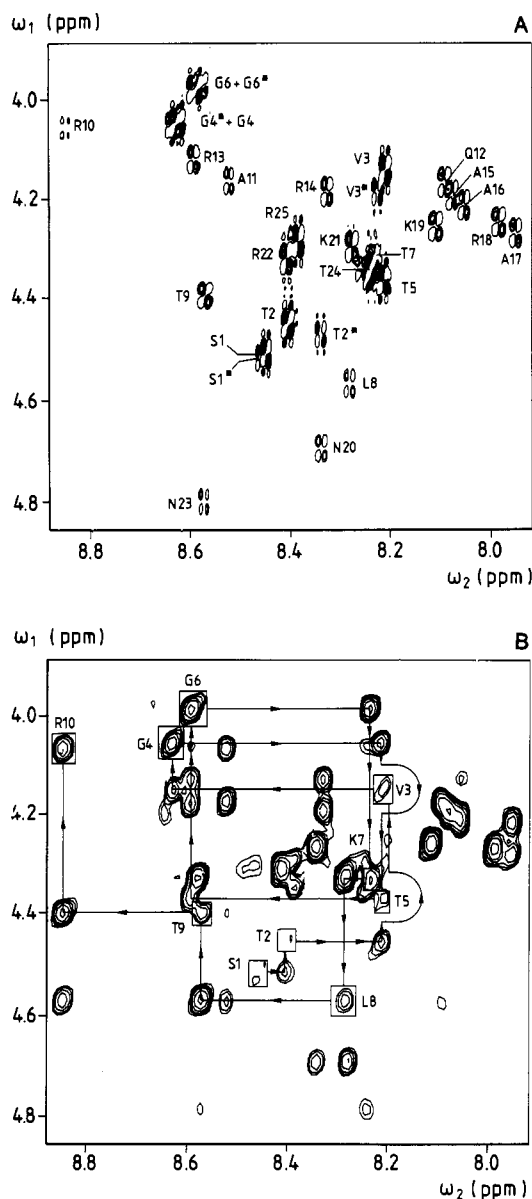 ω₁ (ppm)
A
R10
G6 + G6*
G4* + G4
R13
A11
R14
V3
V3*
Q12
A15
A16
R25
R22
K21
T24
T7
T5
K19
R18
A17
T9
T2
T2*
S1
S1*
L8
N20
N23
4.0
4.2
4.4
4.6
4.8
8.8
8.6
8.4
8.2
8.0
ω₂ (ppm)
ω₁ (ppm)
B
G6
R10
G4
V3
K7
T5
T9
T2
S1
L8
4.0
4.2
4.4
4.6
4.8
8.8
8.6
8.4
8.2
8.0
ω₂ (ppm)